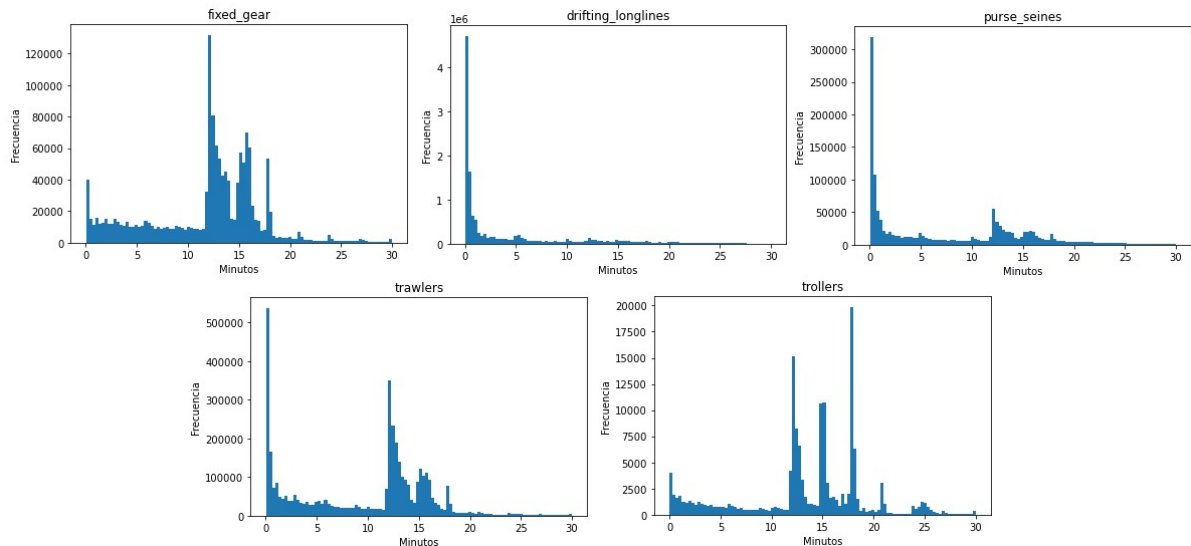 fixed_gear
120000
100000
80000
60000
40000
20000
0
Frecuencia
0 5 10 15 20 25 30
Minutos
drifting_longlines
1e6
4
3
2
1
0
Frecuencia
0 5 10 15 20 25 30
Minutos
purse_seines
300000
250000
200000
150000
100000
50000
0
Frecuencia
0 5 10 15 20 25 30
Minutos
trawlers
500000
400000
300000
200000
100000
0
Frecuencia
0 5 10 15 20 25 30
Minutos
trollers
20000
17500
15000
12500
10000
7500
5000
2500
0
Frecuencia
0 5 10 15 20 25 30
Minutos